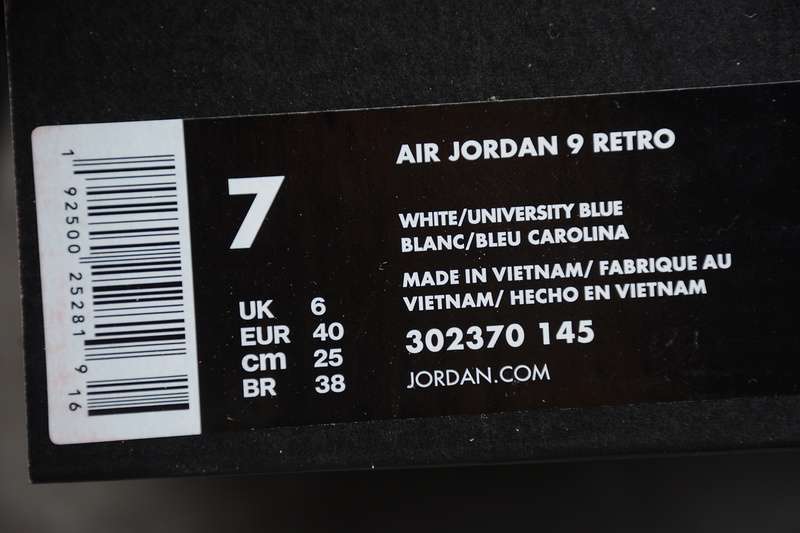 1 92500 25281 9 16
7
UK 6
EUR 40
cm 25
BR 38
AIR JORDAN 9 RETRO
WHITE/UNIVERSITY BLUE
BLANC/BLEU CAROLINA
MADE IN VIETNAM/ FABRIQUE AU
VIETNAM/ HECHO EN VIETNAM
302370 145
JORDAN.COM